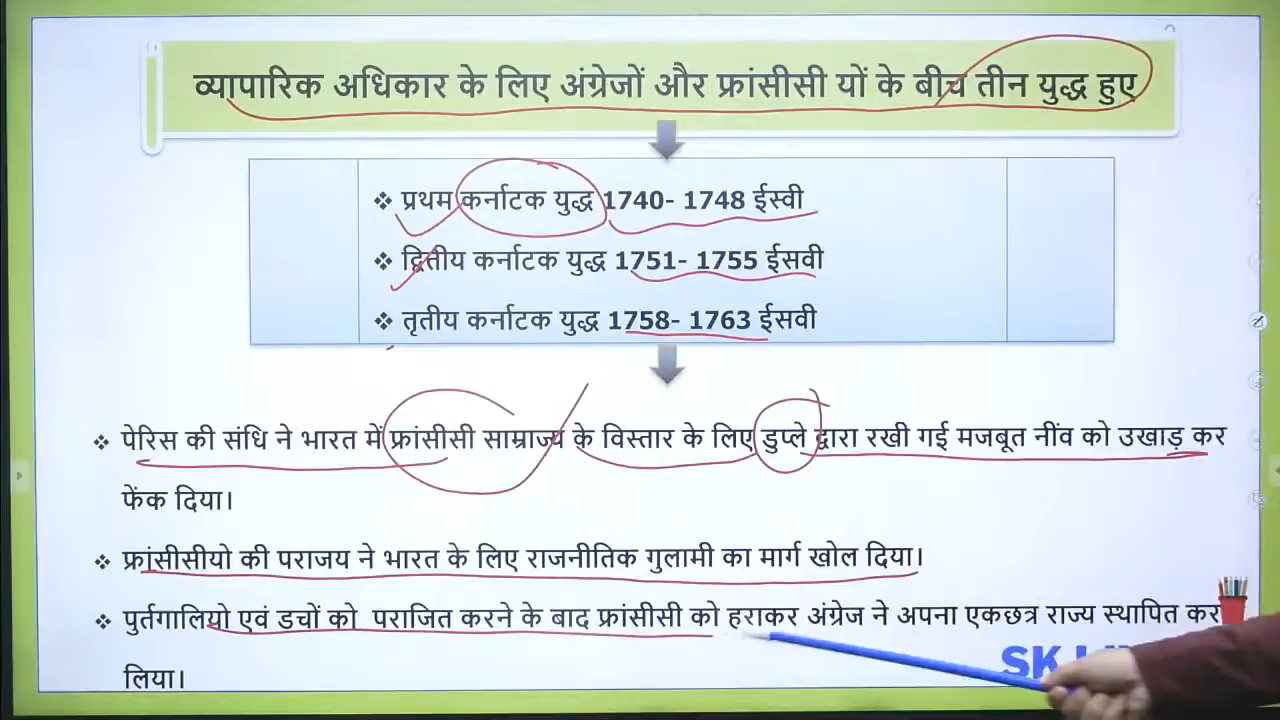 व्यापारिक अधिकार के लिए अंग्रेजों और फ्रांसीसी यों के बीच तीन युद्ध हुए
❖ प्रथम कर्नाटक युद्ध 1740- 1748 ईस्वी
❖ द्वितीय कर्नाटक युद्ध 1751- 1755 ईसवी
❖ तृतीय कर्नाटक युद्ध 1758- 1763 ईसवी
❖ पेरिस की संधि ने भारत में फ्रांसीसी साम्राज्य के विस्तार के लिए डुप्ले द्वारा रखी गई मजबूत नींव को उखाड़ कर
फेंक दिया।
❖ फ्रांसीसीयो की पराजय ने भारत के लिए राजनीतिक गुलामी का मार्ग खोल दिया।
❖ पुर्तगालियो एवं डचों को पराजित करने के बाद फ्रांसीसी को हराकर अंग्रेज ने अपना एकछत्र राज्य स्थापित कर
लिया।
SK